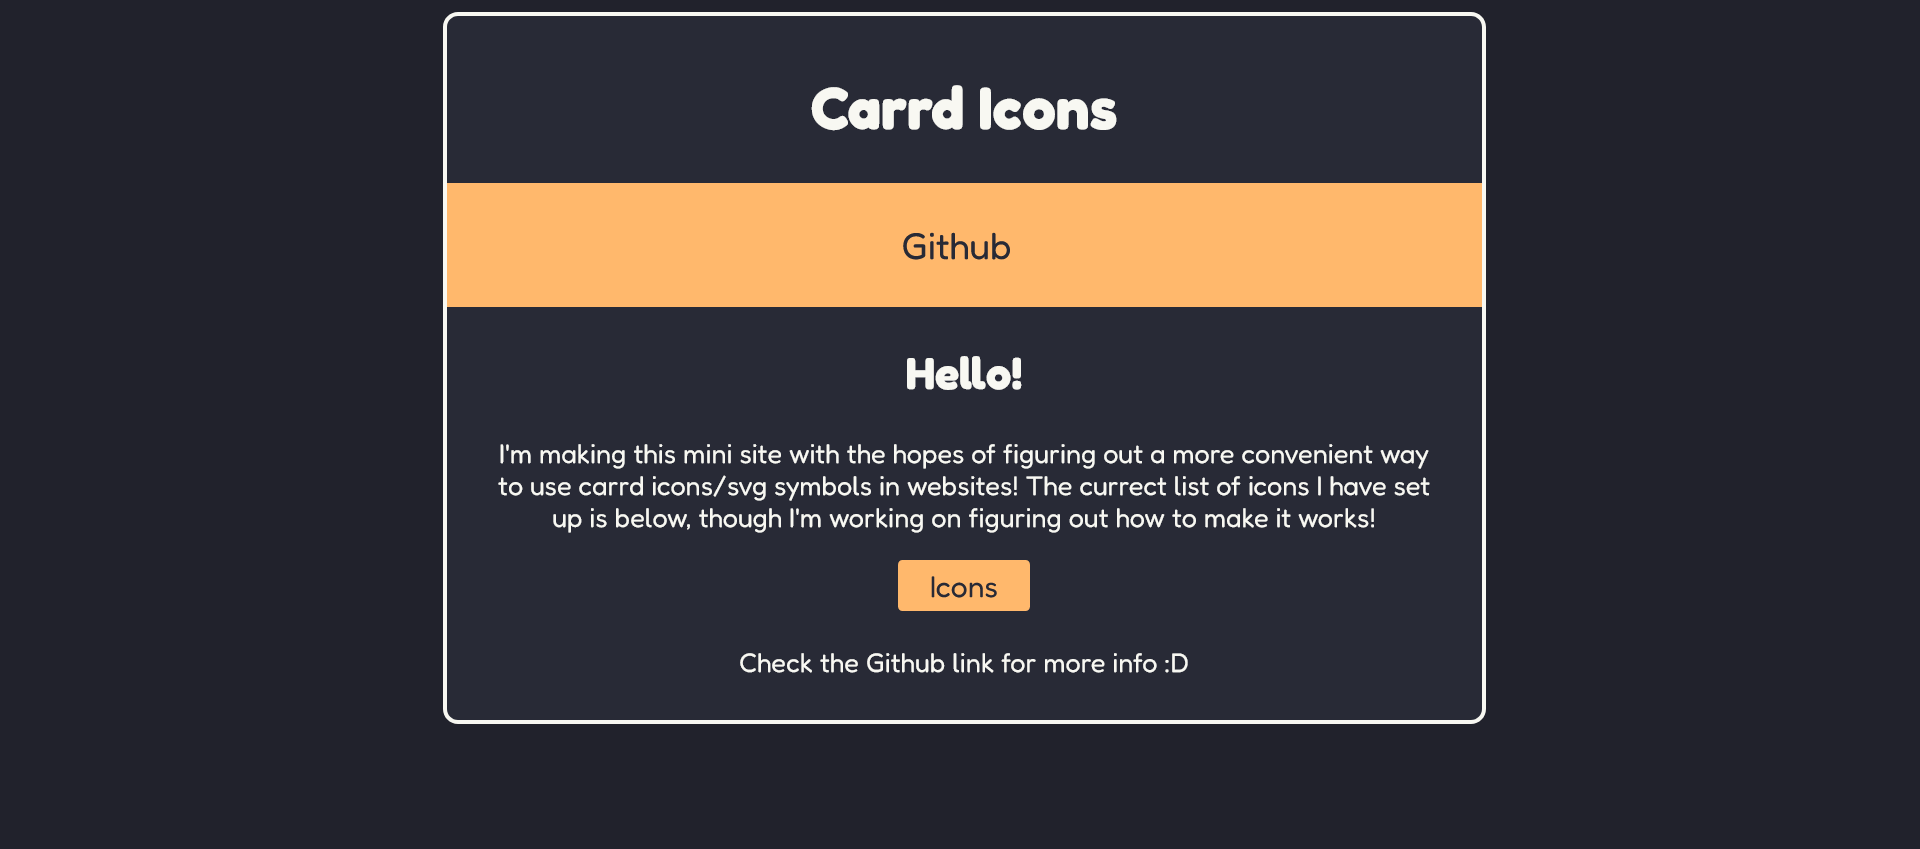 Carrd Icons
Github
Hello!
I'm making this mini site with the hopes of figuring out a more convenient way
to use carrd icons/svg symbols in websites! The currect list of icons I have set
up is below, though I'm working on figuring out how to make it works!
Icons
Check the Github link for more info :D